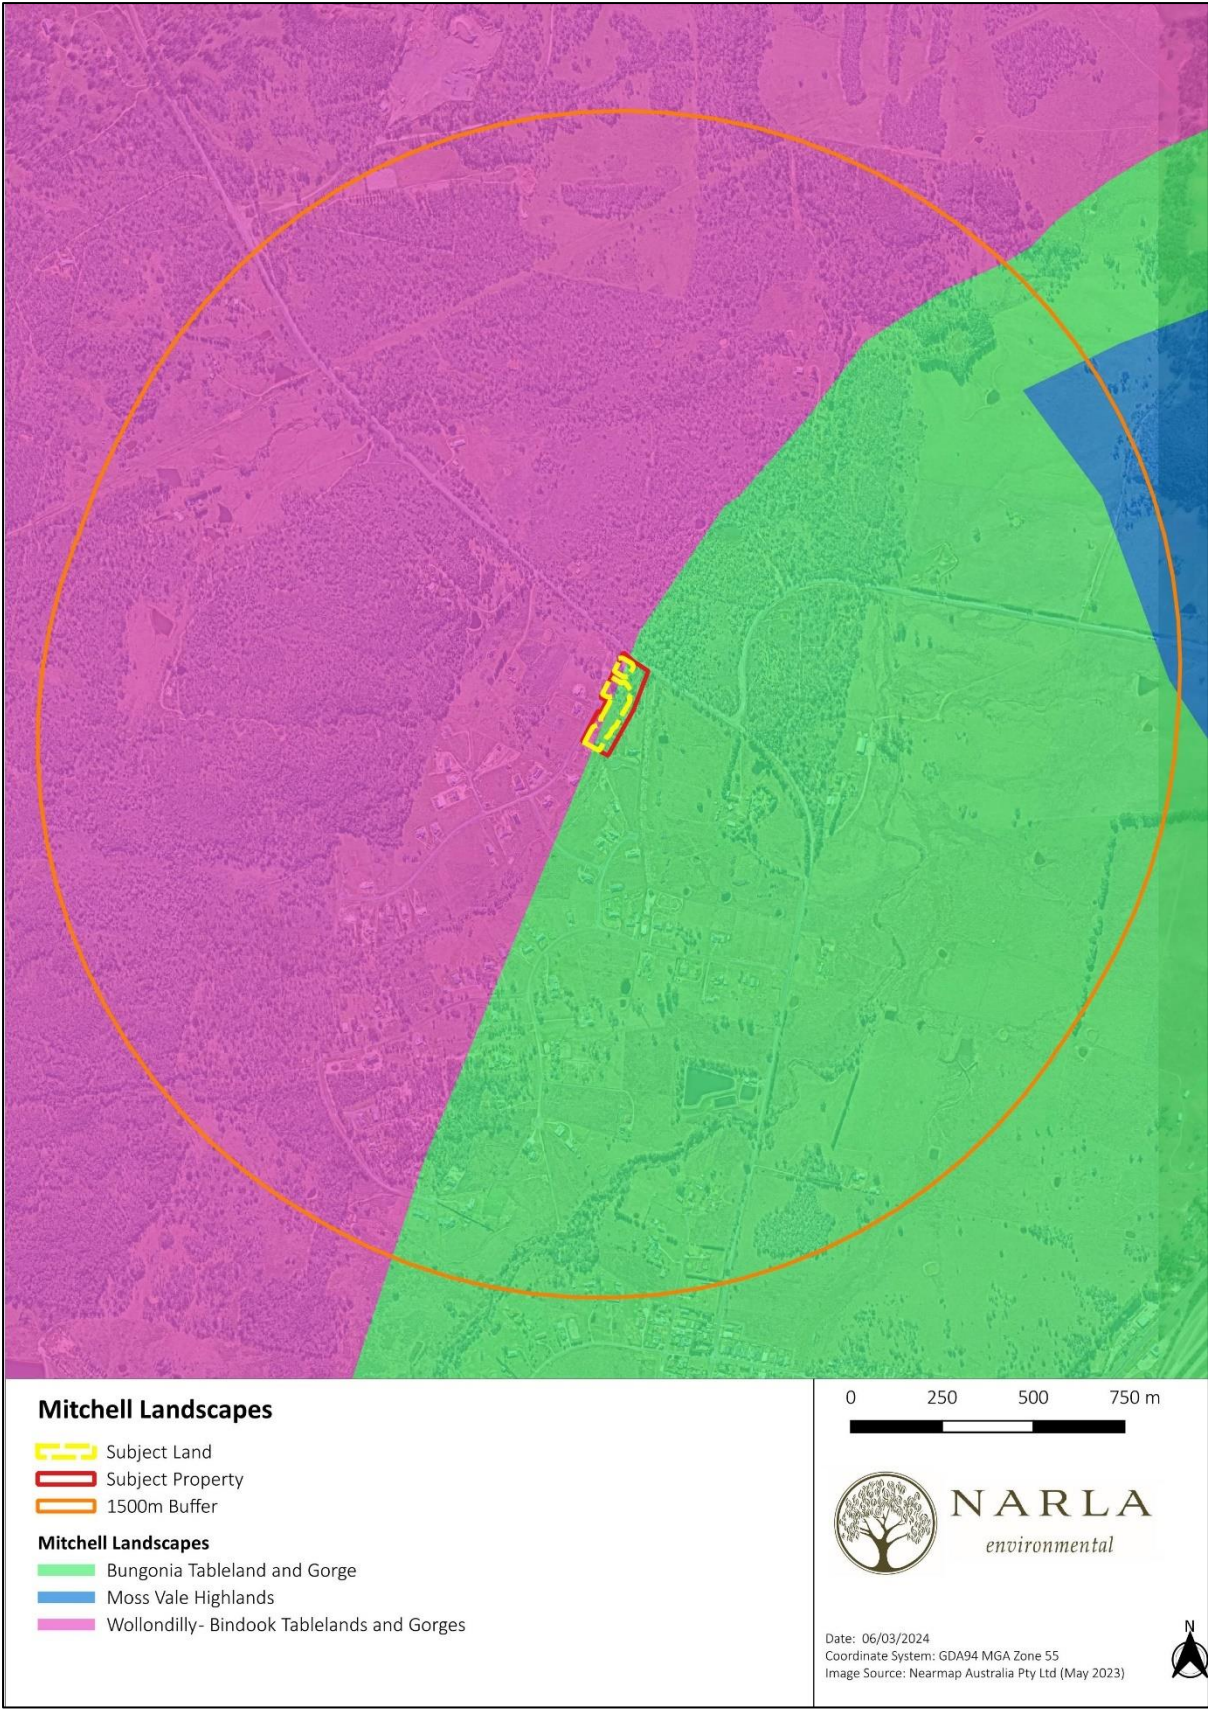 Mitchell Landscapes
Subject Land
Subject Property
1500m Buffer
Mitchell Landscapes
Bungonia Tableland and Gorge
Moss Vale Highlands
Wollondilly- Bindook Tablelands and Gorges
0 250 500 750 m
NARLA
environmental
Date: 06/03/2024
Coordinate System: GDA94 MGA Zone 55
Image Source: Nearmap Australia Pty Ltd (May 2023)
N